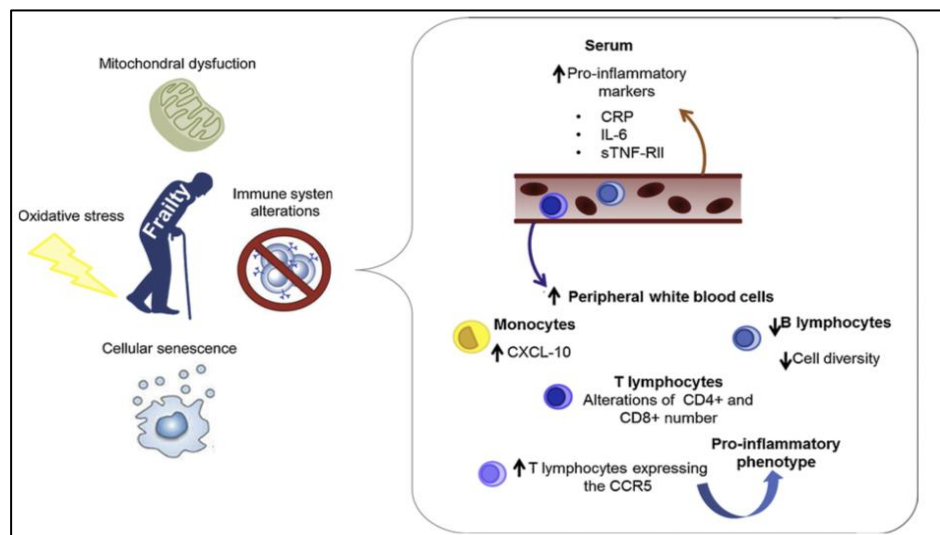 Mitochondral dysfuction
Frailty
Oxidative stress
Immune systen
alterations
Cellular senescence
Serum
Pro-inflammatory
markers
• CRP
• IL-6
• sTNF-RII
Peripheral white blood cells
Monocytes
CXCL-10
B lymphocytes
Cell diversity
T lymphocytes
Alterations of CD4+ and
CD8+ number
T lymphocytes expressing
the CCR5
Pro-inflammatory
phenotype